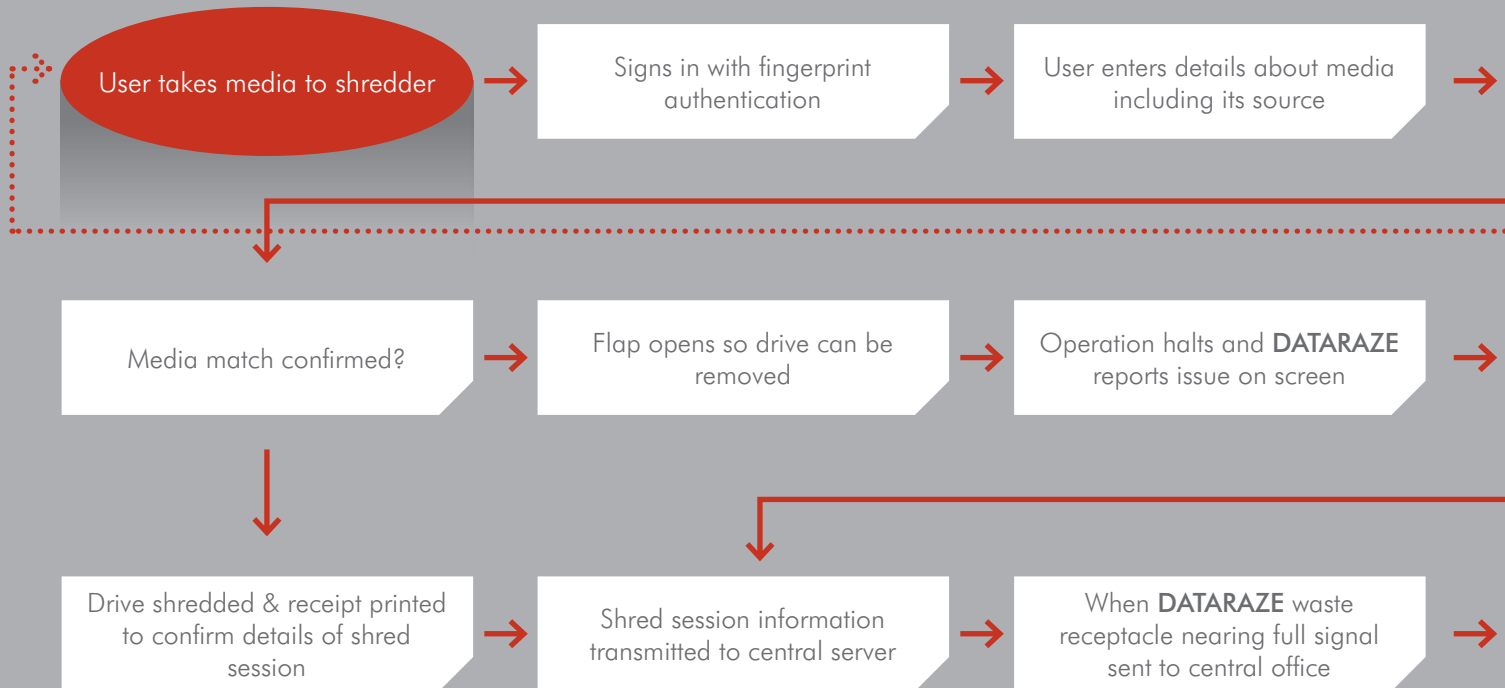 User takes media to shredder
Signs in with fingerprint
authentication
User enters details about media
including its source
Media match confirmed?
Flap opens so drive can be
removed
Operation halts and DATARAZE
reports issue on screen
Drive shredded & receipt printed
to confirm details of shred
session
Shred session information
transmitted to central server
When DATARAZE waste
receptacle nearing full signal
sent to central office